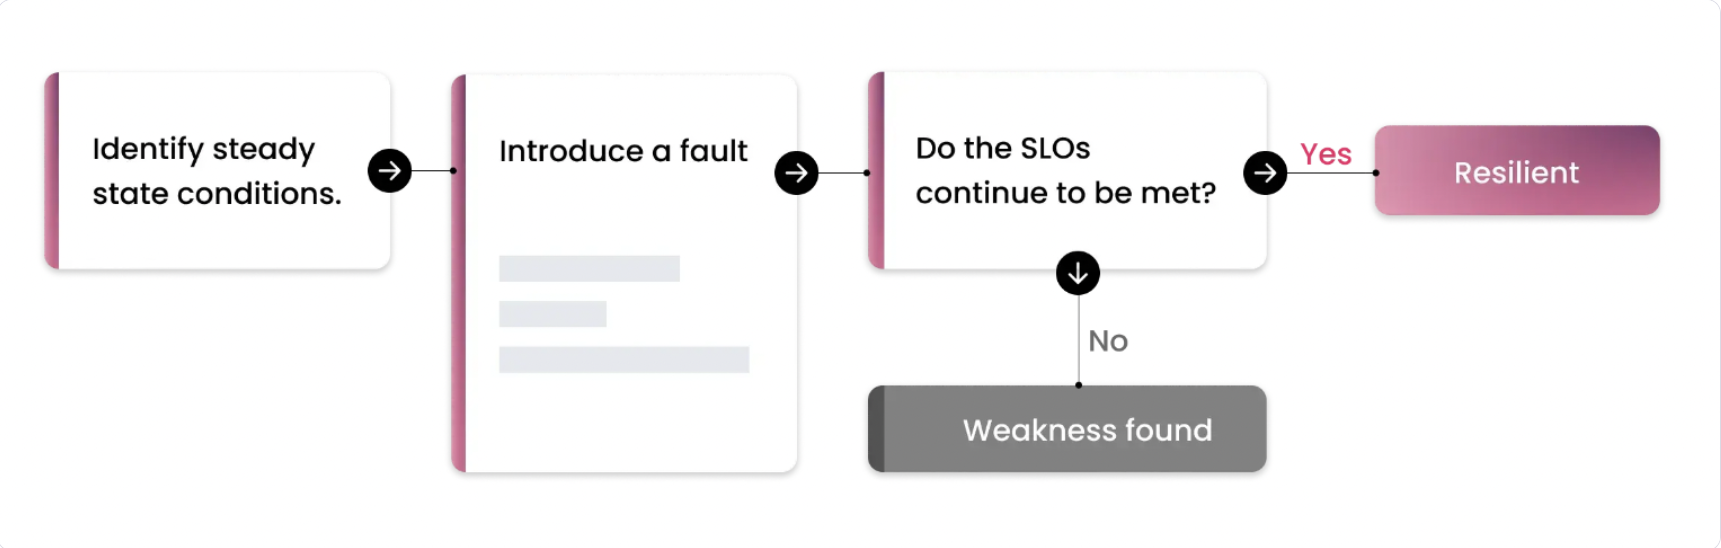 Identify steady
state conditions.
Introduce a fault
Do the SLOs
continue to be met?
Yes
Resilient
No
Weakness found